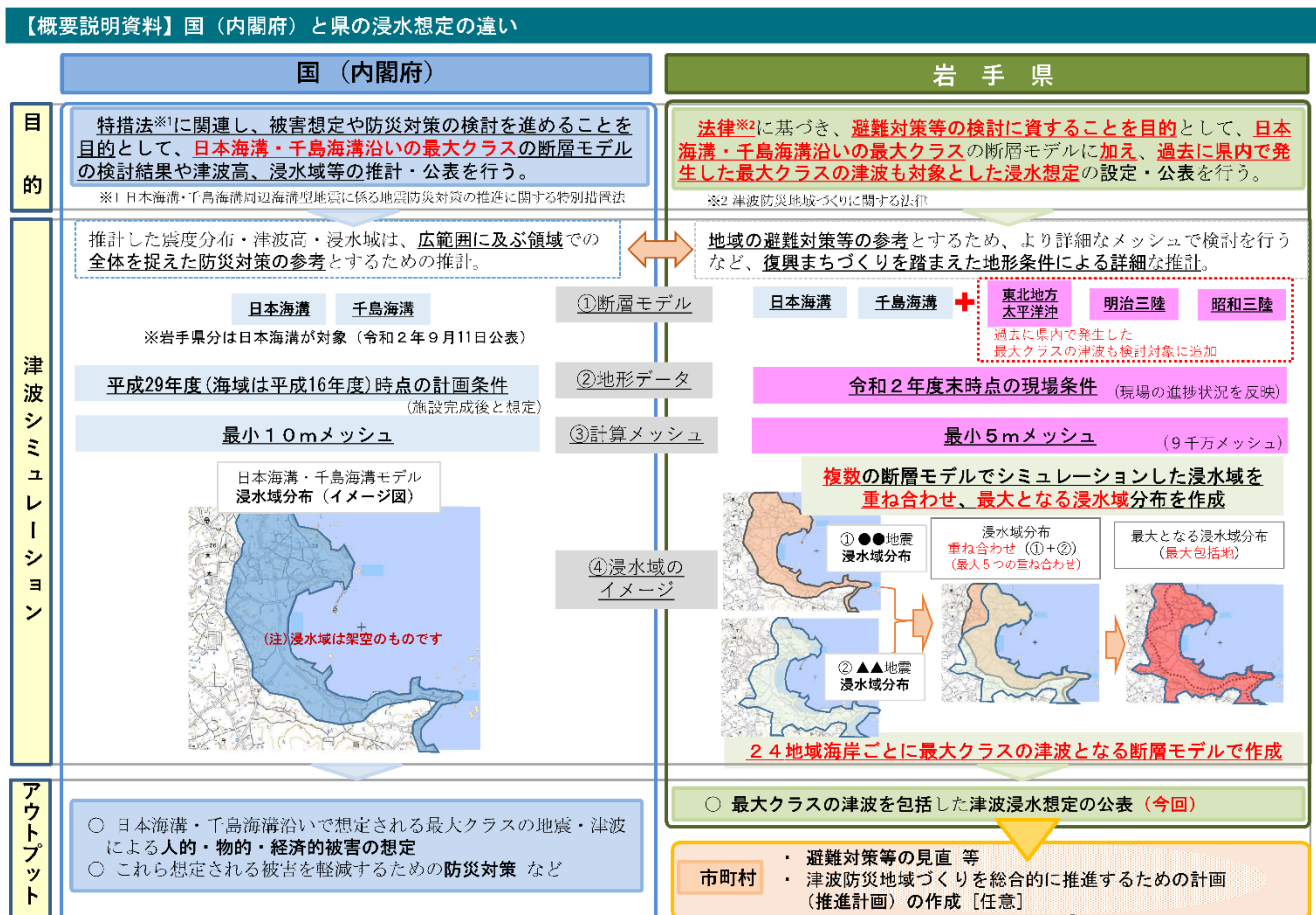 【概要説明資料】国（内閣府）と県の浸水想定の違い
国（内閣府）
岩手県
目的
特措法※1に関連し、被害想定や防災対策の検討を進めることを
目的として、日本海溝・千島海溝沿いの最大クラスの断層モデル
の検討結果や津波高、浸水域等の推計・公表を行う。
※1 日本海溝・千島海溝周辺海溝型地震に係る地震防災対策の推進に関する特別措置法
法律※2に基づき、避難対策等の検討に資することを目的として、日本
海溝・千島海溝沿いの最大クラスの断層モデルに加え、過去に県内で発
生した最大クラスの津波も対象とした浸水想定の設定・公表を行う。
※2 津波防災地域づくりに関する法律
津波シミュレーション
推計した震度分布・津波高・浸水域は、広範囲に及ぶ領域での
全体を捉えた防災対策の参考とするための推計。
地域の避難対策等の参考とするため、より詳細なメッシュで検討を行う
など、復興まちづくりを踏まえた地形条件による詳細な推計。
日本海溝 千島海溝
※岩手県分は日本海溝が対象（令和２年９月11日公表）
①断層モデル
日本海溝 千島海溝 + 東北地方
太平洋沖 明治三陸 昭和三陸
過去に県内で発生した
最大クラスの津波も検討対象に追加
平成29年度(海域は平成16年度)時点の計画条件
(施設完成後と想定)
②地形データ
令和２年度末時点の現場条件 (現場の進捗状況を反映)
最小１０ｍメッシュ
③計算メッシュ
最小５ｍメッシュ (９千万メッシュ)
日本海溝・千島海溝モデル
浸水域分布（イメージ図）
(注)浸水域は架空のものです
④浸水域の
イメージ
複数の断層モデルでシミュレーションした浸水域を
重ね合わせ、最大となる浸水域分布を作成
①●●地震
浸水域分布
②▲▲地震
浸水域分布
浸水域分布
重ね合わせ（①+②）
(最大５つの重ね合わせ)
最大となる浸水域分布
(最大包括地)
２４地域海岸ごとに最大クラスの津波となる断層モデルで作成
アウトプット
○ 日本海溝・千島海溝沿いで想定される最大クラスの地震・津波
による人的・物的・経済的被害の想定
○ これら想定される被害を軽減するための防災対策 など
○ 最大クラスの津波を包括した津波浸水想定の公表（今回）
市町村
・ 避難対策等の見直 等
・ 津波防災地域づくりを総合的に推進するための計画
（推進計画）の作成［任意］